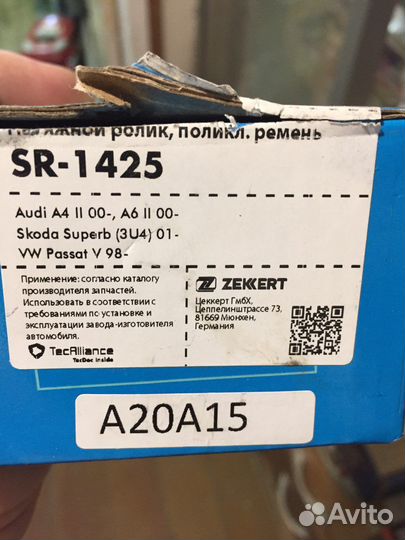 ролик, поликл. ремень
SR-1425
Audi A4 II 00-, A6 II 00-
Skoda Superb (3U4) 01-
VW Passat V 98-
Применение: согласно каталогу
производителя запчастей.
Использовать в соответствии с
требованиями по установке и
эксплуатации завода-изготовителя
автомобиля.
TecAlliance
TecDoc Inside
ZEKKERT
Цеккерт ГмбХ,
Цеппелинштрассе 73,
81669 Мюнхен,
Германия
A20A15
Avito